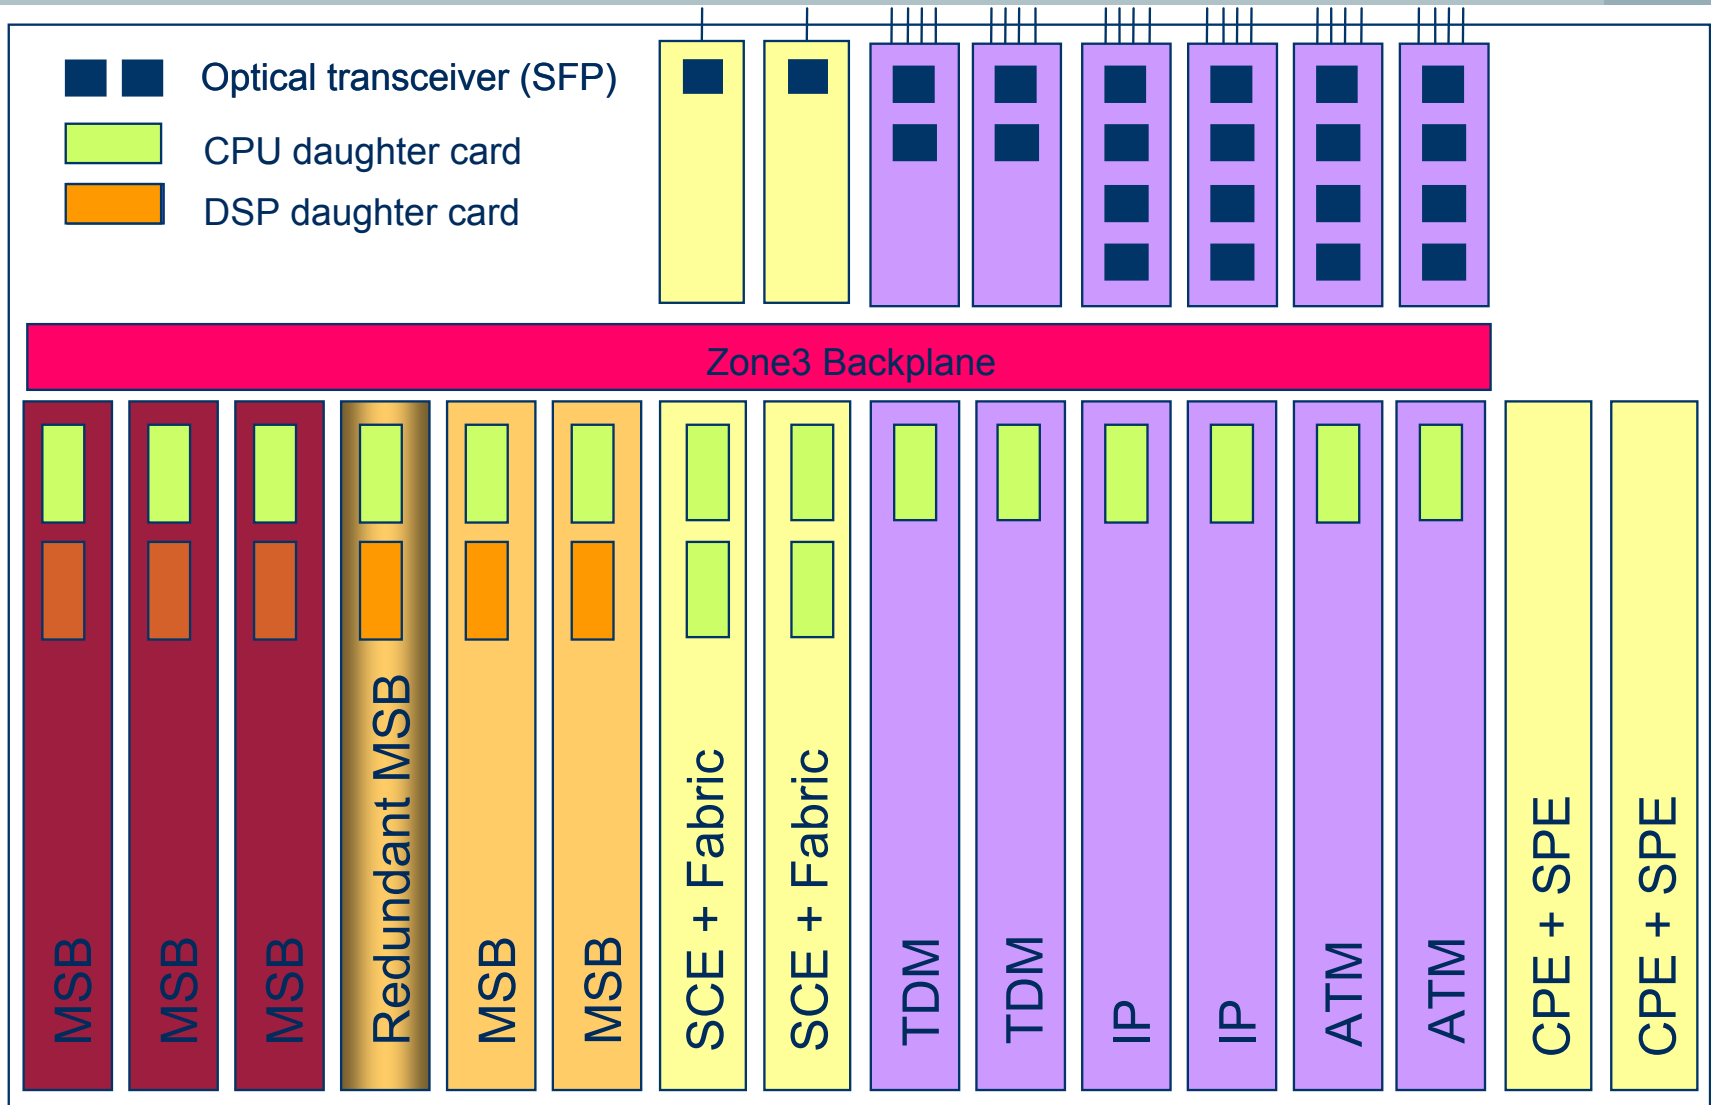 Optical transceiver (SFP)
CPU daughter card
DSP daughter card
Zone3 Backplane
MSB
MSB
MSB
Redundant MSB
MSB
MSB
SCE + Fabric
SCE + Fabric
TDM
TDM
IP
IP
ATM
ATM
CPE + SPE
CPE + SPE